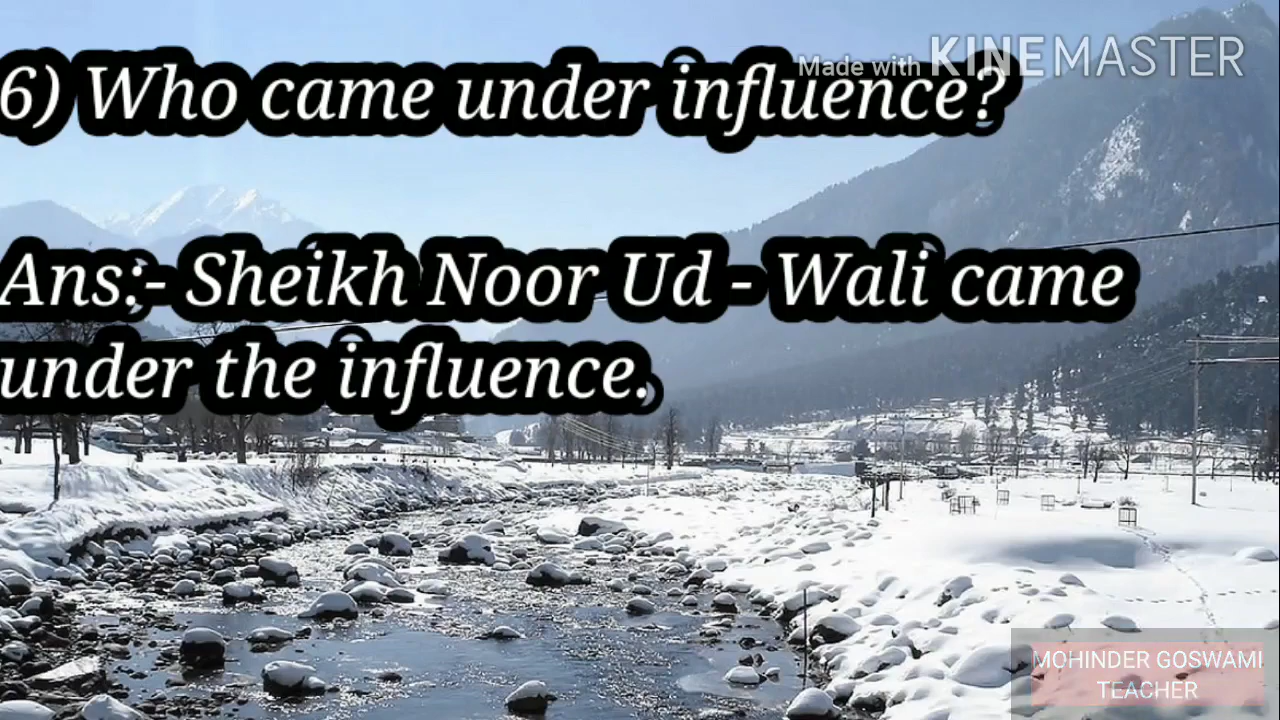 Made with KINEMASTER
6) Who came under influence?
Ans:- Sheikh Noor Ud - Wali came
under the influence.
MOHINDER GOSWAMI
TEACHER